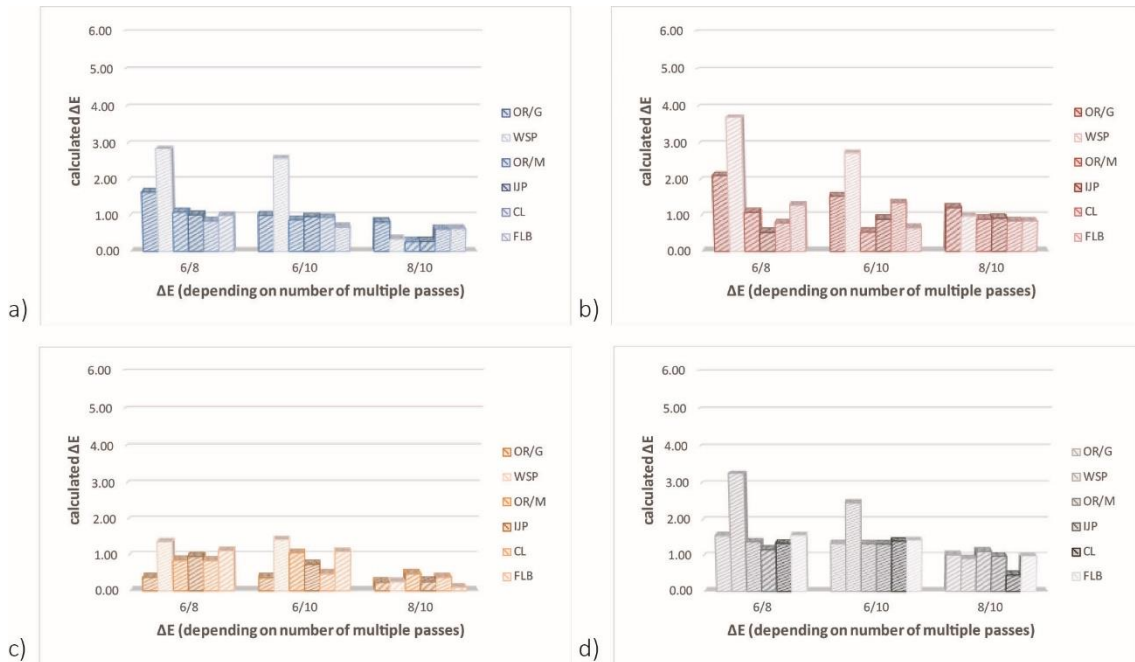 6.00
5.00
4.00
3.00
2.00
1.00
0.00
calculated ΔE
6/8
6/10
8/10
ΔE (depending on number of multiple passes)
OR/G
WSP
OR/M
IJP
CL
FLB
a)
6.00
5.00
4.00
3.00
2.00
1.00
0.00
calculated ΔE
6/8
6/10
8/10
ΔE (depending on number of multiple passes)
OR/G
WSP
OR/M
IJP
CL
FLB
b)
6.00
5.00
4.00
3.00
2.00
1.00
0.00
calculated ΔE
6/8
6/10
8/10
ΔE (depending on number of multiple passes)
OR/G
WSP
OR/M
IJP
CL
FLB
c)
6.00
5.00
4.00
3.00
2.00
1.00
0.00
calculated ΔE
6/8
6/10
8/10
ΔE (depending on number of multiple passes)
OR/G
WSP
OR/M
IJP
CL
FLB
d)